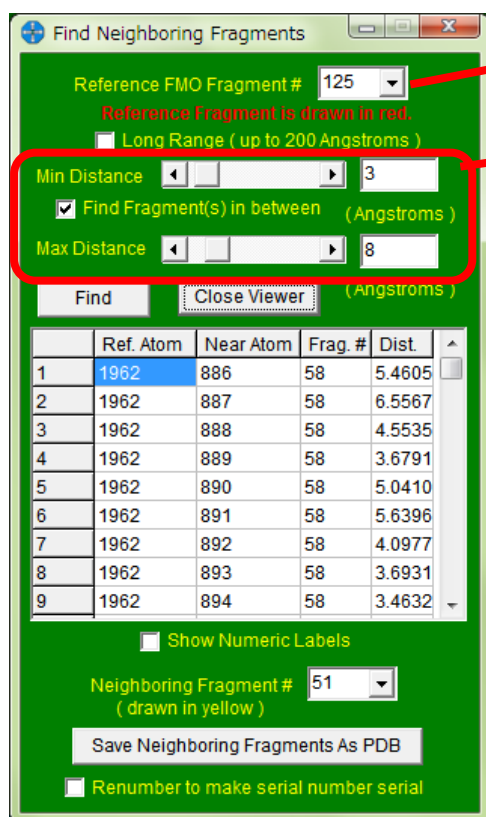 Find Neighboring Fragments
Reference FMO Fragment # 125
Reference Fragment is drawn in red.
Long Range ( up to 200 Angstroms )
Min Distance 3
Find Fragment(s) in between ( Angstroms )
Max Distance 8
Find Close Viewer ( Angstroms )
Ref. Atom Near Atom Frag. # Dist.
1 1962 886 58 5.4605
2 1962 887 58 6.5567
3 1962 888 58 4.5535
4 1962 889 58 3.6791
5 1962 890 58 5.0410
6 1962 891 58 5.6396
7 1962 892 58 4.0977
8 1962 893 58 3.6931
9 1962 894 58 3.4632
Show Numeric Labels
Neighboring Fragment # 51
( drawn in yellow )
Save Neighboring Fragments As PDB
Renumber to make serial number serial